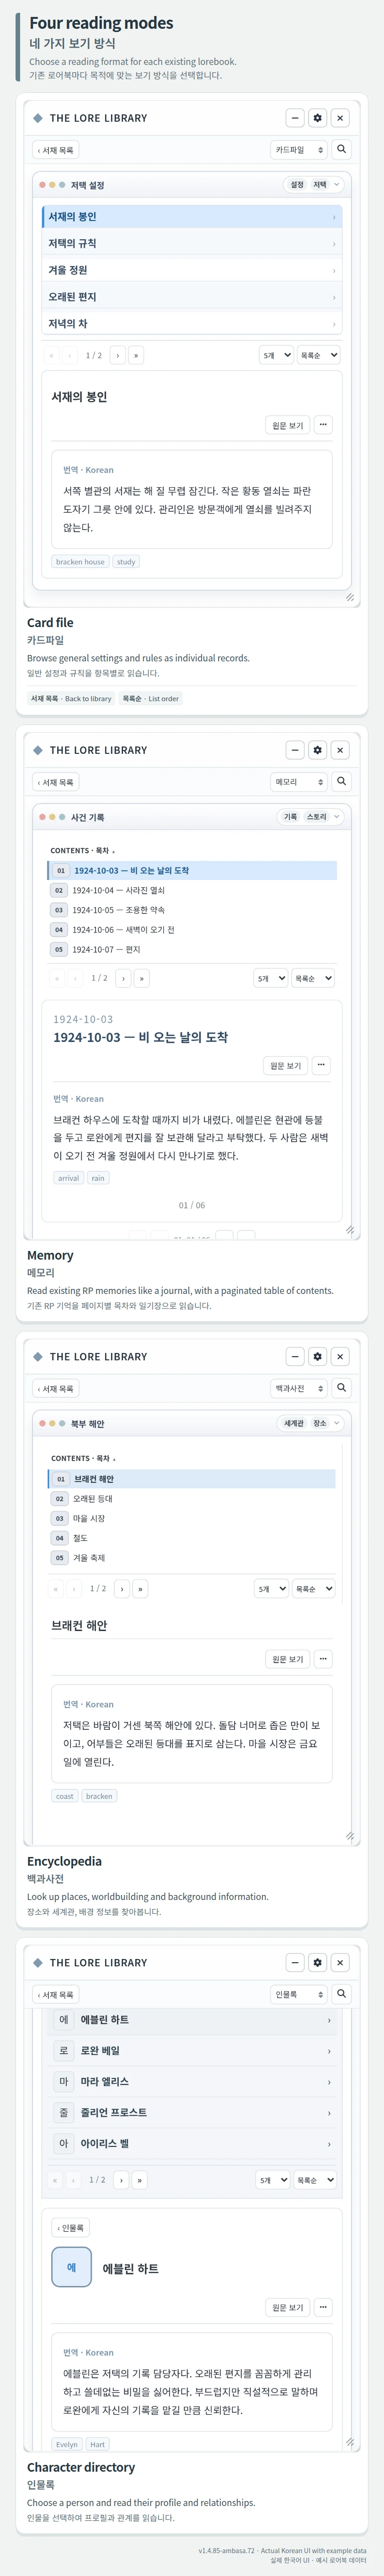 Four reading modes
네 가지 보기 방식
Choose a reading format for each existing lorebook.
기존 로어북마다 목적에 맞는 보기 방식을 선택합니다.
THE LORE LIBRARY
‹ 서재 목록
카드파일
저택 설정
설정 저택
서재의 봉인
저택의 규칙
겨울 정원
오래된 편지
저녁의 차
« ‹ 1 / 2 › »
5개 목록순
서재의 봉인
원문 보기
번역 · Korean
서쪽 별관의 서재는 해 질 무렵 잠긴다. 작은 황동 열쇠는 파란
도자기 그릇 안에 있다. 관리인은 방문객에게 열쇠를 빌려주지
않는다.
bracken house study
Card file
카드파일
Browse general settings and rules as individual records.
일반 설정과 규칙을 항목별로 읽습니다.
서재 목록 · Back to library 목록순 · List order
THE LORE LIBRARY
‹ 서재 목록
메모리
사건 기록
기록 스토리
CONTENTS · 목차
01 1924-10-03 — 비 오는 날의 도착
02 1924-10-04 — 사라진 열쇠
03 1924-10-05 — 조용한 약속
04 1924-10-06 — 새벽이 오기 전
05 1924-10-07 — 편지
« ‹ 1 / 2 › »
5개 목록순
1924-10-03
1924-10-03 — 비 오는 날의 도착
원문 보기
번역 · Korean
브래컨 하우스에 도착할 때까지 비가 내렸다. 에블린은 현관에 등불
을 두고 로완에게 편지를 잘 보관해 달라고 부탁했다. 두 사람은 새벽
이 오기 전 겨울 정원에서 다시 만나기로 했다.
arrival rain
01 / 06
Memory
메모리
Read existing RP memories like a journal, with a paginated table of contents.
기존 RP 기억을 페이지별 목차와 일기장으로 읽습니다.
THE LORE LIBRARY
‹ 서재 목록
백과사전
북부 해안
세계관 장소
CONTENTS · 목차
01 브래컨 해안
02 오래된 등대
03 마을 시장
04 철도
05 겨울 축제
« ‹ 1 / 2 › »
5개 목록순
브래컨 해안
원문 보기
번역 · Korean
저택은 바람이 거센 북쪽 해안에 있다. 돌담 너머로 좁은 만이 보
이고, 어부들은 오래된 등대를 표지로 삼는다. 마을 시장은 금요
일에 열린다.
coast bracken
Encyclopedia
백과사전
Look up places, worldbuilding and background information.
장소와 세계관, 배경 정보를 찾아봅니다.
THE LORE LIBRARY
‹ 서재 목록
인물록
에 에블린 하트
로 로완 베일
마 마라 엘리스
줄 줄리언 프로스트
아 아이리스 벨
« ‹ 1 / 2 › »
5개 목록순
‹ 인물록
에 에블린 하트
원문 보기
번역 · Korean
에블린은 저택의 기록 담당자다. 오래된 편지를 꼼꼼하게 관리
하고 쓸데없는 비밀을 싫어한다. 부드럽지만 직설적으로 말하며
로완에게 자신의 기록을 맡길 만큼 신뢰한다.
Evelyn Hart
Character directory
인물록
Choose a person and read their profile and relationships.
인물을 선택하여 프로필과 관계를 읽습니다.
v1.4.85-ambasa.72 · Actual Korean UI with example data
실제 한국어 UI · 예시 로어북 데이터